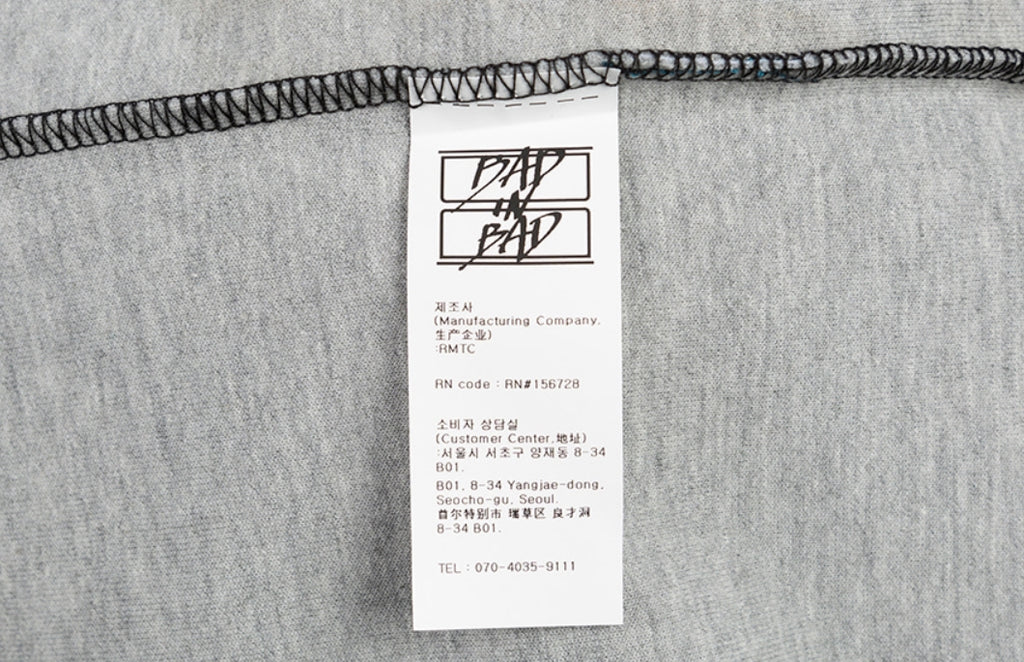 BAD
IN
BAD
제조사
(Manufacturing Company,
生产企业)
:RMTC
RN code : RN#156728
소비자 상담실
(Customer Center,地址)
:서울시 서초구 양재동 8-34
B01.
B01, 8-34 Yangjae-dong,
Seocho-gu, Seoul.
首尔特别市 瑞草区 良才洞
8-34 B01.
TEL : 070-4035-9111